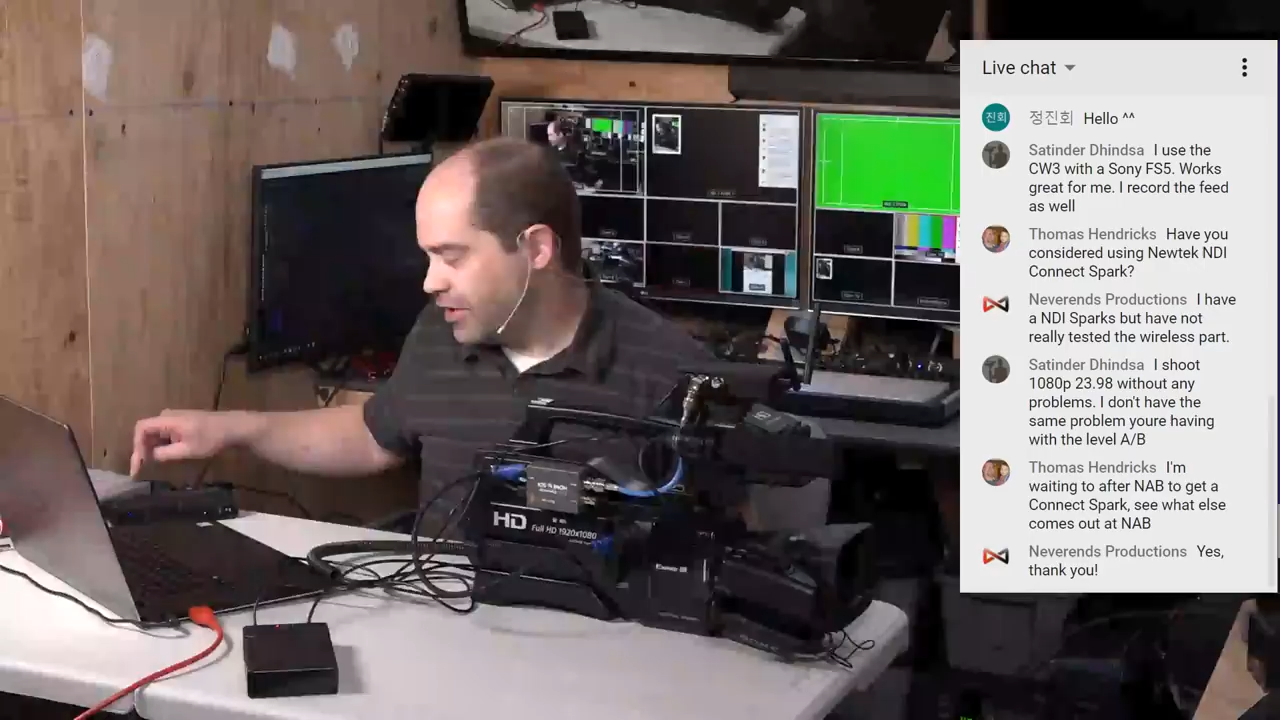 Live chat
진회
정진회 Hello ^^
Satinder Dhindsa I use the
CW3 with a Sony FS5. Works
great for me. I record the feed
as well
Thomas Hendricks Have you
considered using Newtek NDI
Connect Spark?
Neverends Productions I have
a NDI Sparks but have not
really tested the wireless part.
Satinder Dhindsa I shoot
1080p 23.98 without any
problems. I don't have the
same problem youre having
with the level A/B
Thomas Hendricks I'm
waiting to after NAB to get a
Connect Spark, see what else
comes out at NAB
Neverends Productions Yes,
thank you!
HD
Full HD 1920x1080